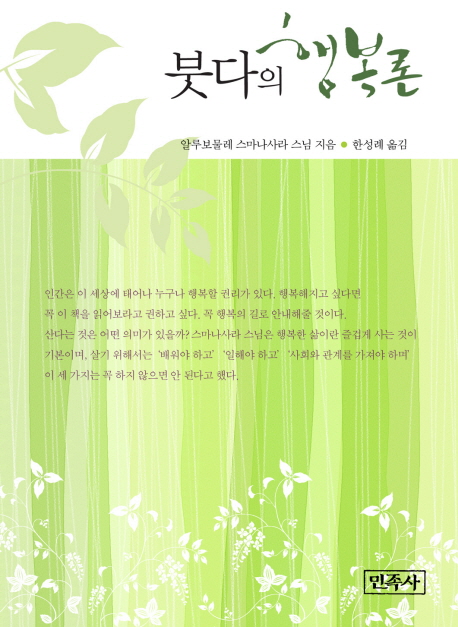 붓다의 행복론
알루보물레 스마나사라 스님 지음 ● 한성례 옮김
인간은 이 세상에 태어나 누구나 행복할 권리가 있다. 행복해지고 싶다면
꼭 이 책을 읽어보라고 권하고 싶다. 꼭 행복의 길로 안내해줄 것이다.
산다는 것은 어떤 의미가 있을까? 스마나사라 스님은 행복한 삶이란 즐겁게 사는 것이
기본이며, 살기 위해서는 ‘배워야 하고’ ‘일해야 하고’ ‘사회와 관계를 가져야 하며’
이 세 가지는 꼭 하지 않으면 안 된다고 했다.
민족사